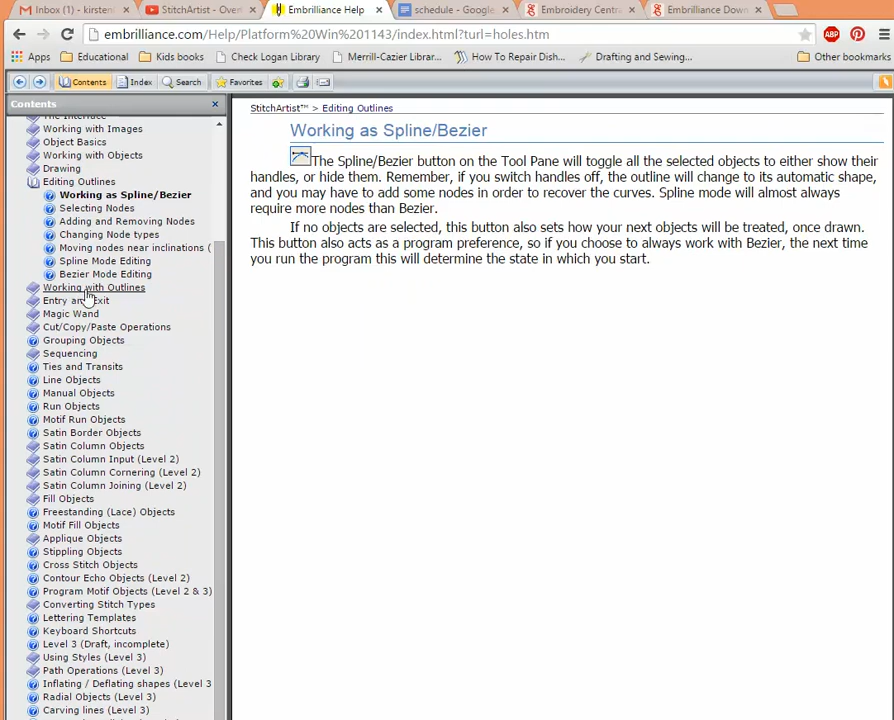 Inbox (1) - kirsten
StitchArtist - Over
Embrilliance Help
schedule - Google
Embroidery Centra
Embrilliance Down
embrilliance.com/Help/Platform%20Win%201143/index.html?turl=holes.htm
ABP
Apps
Educational
Kids books
Check Logan Library
Merrill-Cazier Librar...
How To Repair Dish...
Drafting and Sewing...
Other bookmarks
Contents
Index
Search
Favorites
Contents
StitchArtist™ > Editing Outlines
The Interface
Working with Images
Object Basics
Working with Objects
Drawing
Editing Outlines
Working as Spline/Bezier
Selecting Nodes
Adding and Removing Nodes
Changing Node types
Moving nodes near inclinations (
Spline Mode Editing
Bezier Mode Editing
Working with Outlines
Entry and Exit
Magic Wand
Cut/Copy/Paste Operations
Grouping Objects
Sequencing
Ties and Transits
Line Objects
Manual Objects
Run Objects
Motif Run Objects
Satin Border Objects
Satin Column Objects
Satin Column Input (Level 2)
Satin Column Cornering (Level 2)
Satin Column Joining (Level 2)
Fill Objects
Freestanding (Lace) Objects
Motif Fill Objects
Applique Objects
Stippling Objects
Cross Stitch Objects
Contour Echo Objects (Level 2)
Program Motif Objects (Level 2 & 3)
Converting Stitch Types
Lettering Templates
Keyboard Shortcuts
Level 3 (Draft, incomplete)
Using Styles (Level 3)
Path Operations (Level 3)
Inflating / Deflating shapes (Level 3
Radial Objects (Level 3)
Carving lines (Level 3)
Working as Spline/Bezier
The Spline/Bezier button on the Tool Pane will toggle all the selected objects to either show their
handles, or hide them. Remember, if you switch handles off, the outline will change to its automatic shape,
and you may have to add some nodes in order to recover the curves. Spline mode will almost always
require more nodes than Bezier.
If no objects are selected, this button also sets how your next objects will be treated, once drawn.
This button also acts as a program preference, so if you choose to always work with Bezier, the next time
you run the program this will determine the state in which you start.